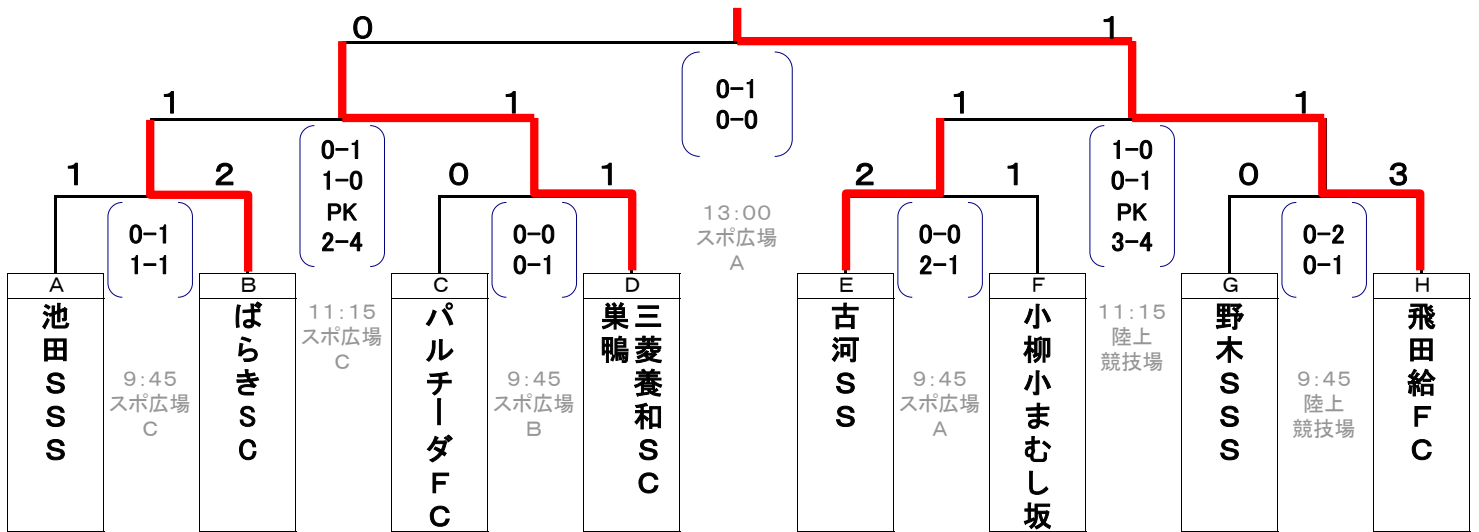 0
1
0-1
0-0
13:00
スポ広場
A
1
1
0-1
1-0
PK
2-4
11:15
スポ広場
C
1
1
1-0
0-1
PK
3-4
11:15
陸上
競技場
1
2
0-1
1-1
9:45
スポ広場
C
0
1
0-0
0-1
9:45
スポ広場
B
2
1
0-0
2-1
9:45
スポ広場
A
0
3
0-2
0-1
9:45
陸上
競技場
A
池田SSS
B
ばらきSC
C
パルチーダFC
D
三菱養和SC
巣鴨
E
古河SS
F
小柳小まむし坂
G
野木SSS
H
飛田給FC